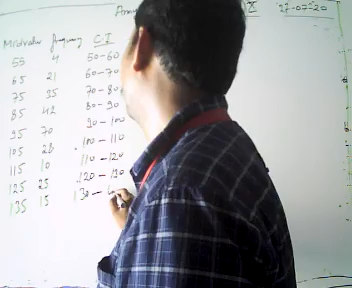 X 27-07-20
Midvalue frequency C.I
55 4 50-60
65 21 60-70
75 35 70-80
85 42 80-90
95 70 90-100
105 28 100-110
115 10 110-120
125 25 120-130
135 15 130-